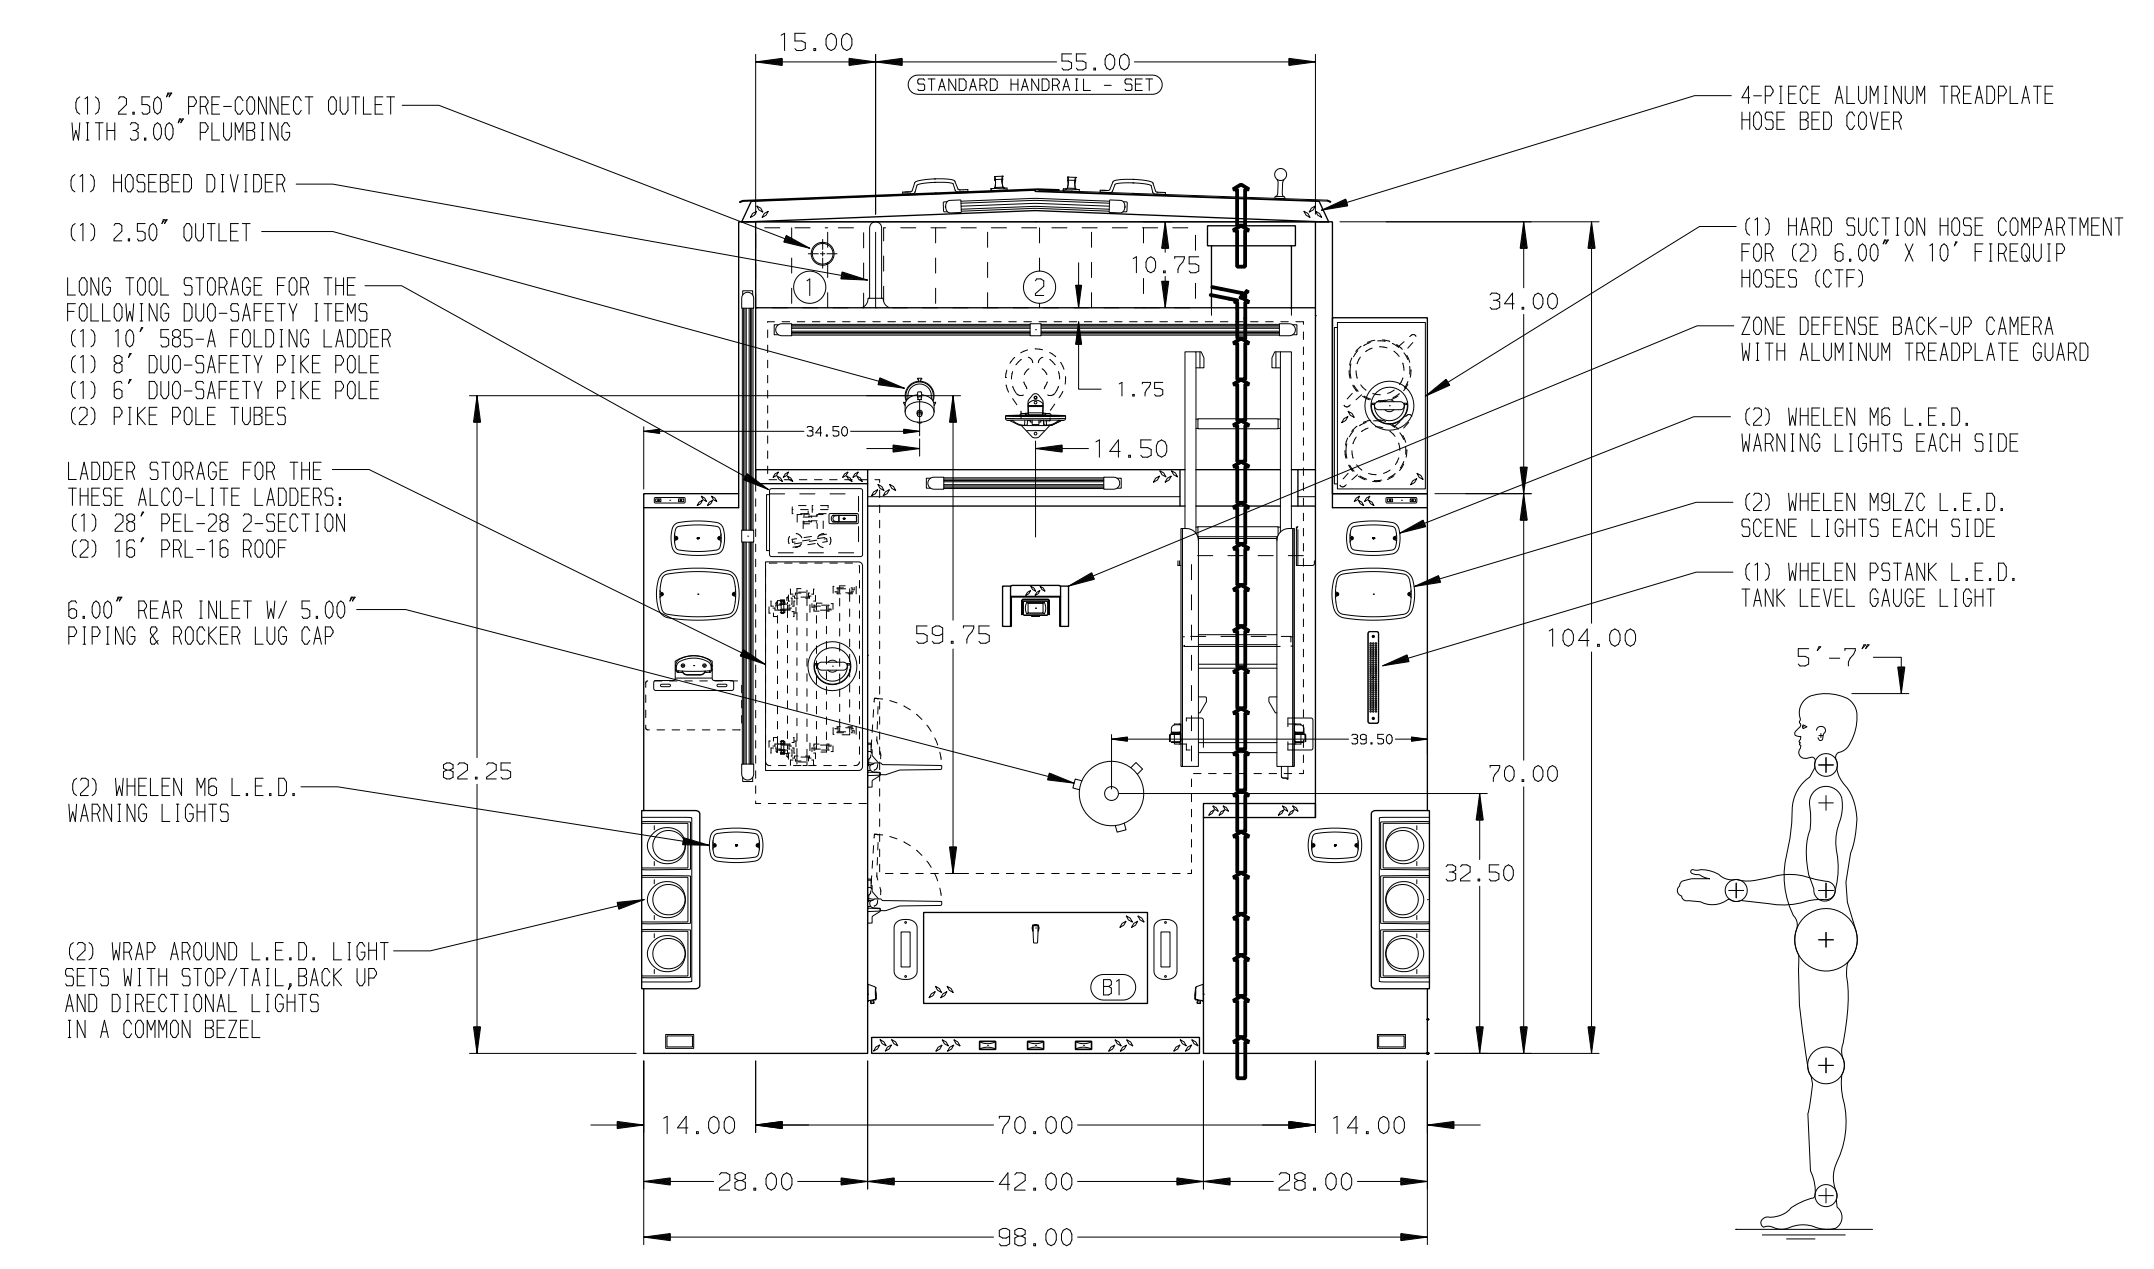 15.00
55.00
STANDARD HANDRAIL - SET
(1) 2.50" PRE-CONNECT OUTLET
WITH 3.00" PLUMBING
(1) HOSEBED DIVIDER
(1) 2.50" OUTLET
LONG TOOL STORAGE FOR THE
FOLLOWING DUO-SAFETY ITEMS
(1) 10' 585-A FOLDING LADDER
(1) 8' DUO-SAFETY PIKE POLE
(1) 6' DUO-SAFETY PIKE POLE
(2) PIKE POLE TUBES
LADDER STORAGE FOR THE
THESE ALCO-LITE LADDERS:
(1) 28' PEL-28 2-SECTION
(2) 16' PRL-16 ROOF
6.00" REAR INLET W/ 5.00"
PIPING & ROCKER LUG CAP
(2) WHELEN M6 L.E.D.
WARNING LIGHTS
(2) WRAP AROUND L.E.D. LIGHT
SETS WITH STOP/TAIL,BACK UP
AND DIRECTIONAL LIGHTS
IN A COMMON BEZEL
1
2
10.75
1.75
34.50
14.50
59.75
82.25
39.50
B1
34.00
104.00
70.00
32.50
4-PIECE ALUMINUM TREADPLATE
HOSE BED COVER
(1) HARD SUCTION HOSE COMPARTMENT
FOR (2) 6.00" X 10' FIREQUIP
HOSES (CTF)
ZONE DEFENSE BACK-UP CAMERA
WITH ALUMINUM TREADPLATE GUARD
(2) WHELEN M6 L.E.D.
WARNING LIGHTS EACH SIDE
(2) WHELEN M9LZC L.E.D.
SCENE LIGHTS EACH SIDE
(1) WHELEN PSTANK L.E.D.
TANK LEVEL GAUGE LIGHT
5'-7"
14.00
70.00
14.00
28.00
42.00
28.00
98.00